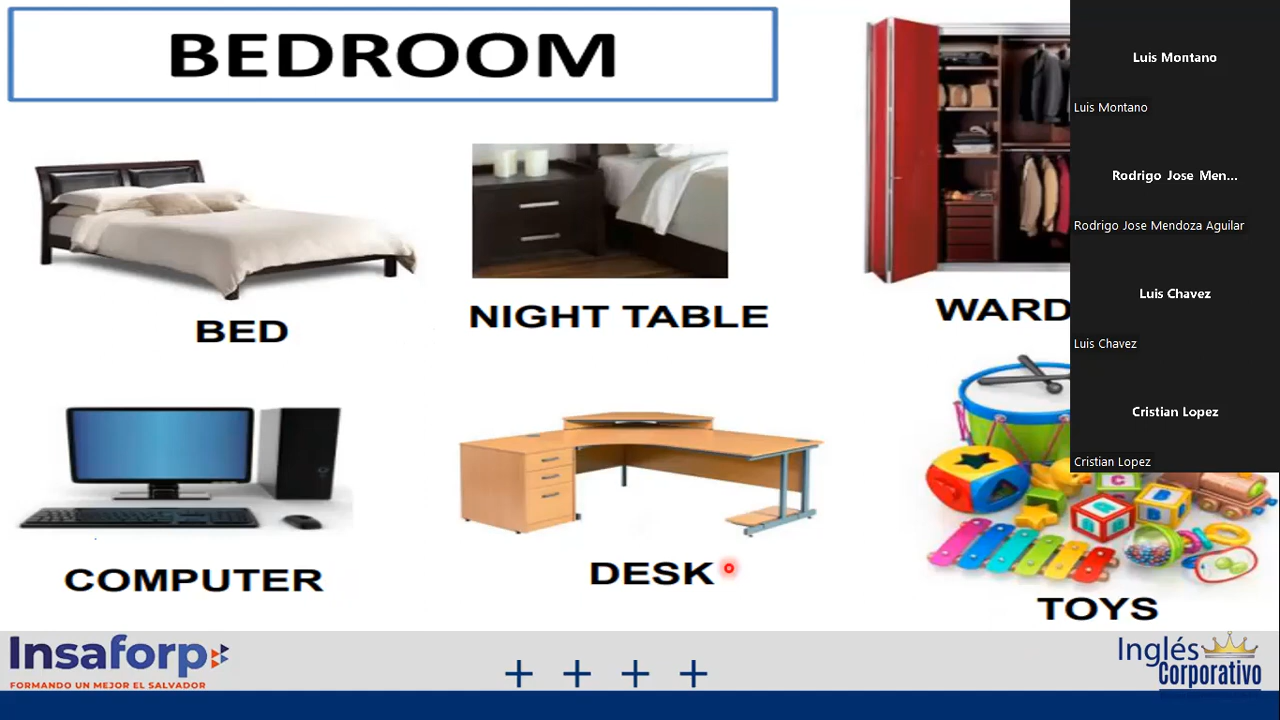 BEDROOM
BED
NIGHT TABLE
WARD
COMPUTER
DESK
TOYS
Luis Montano
Luis Montano
Rodrigo Jose Men...
Rodrigo Jose Mendoza Aguilar
Luis Chavez
Luis Chavez
Cristian Lopez
Cristian Lopez
Insaforp
FORMANDO UN MEJOR EL SALVADOR
Inglés
Corporativo